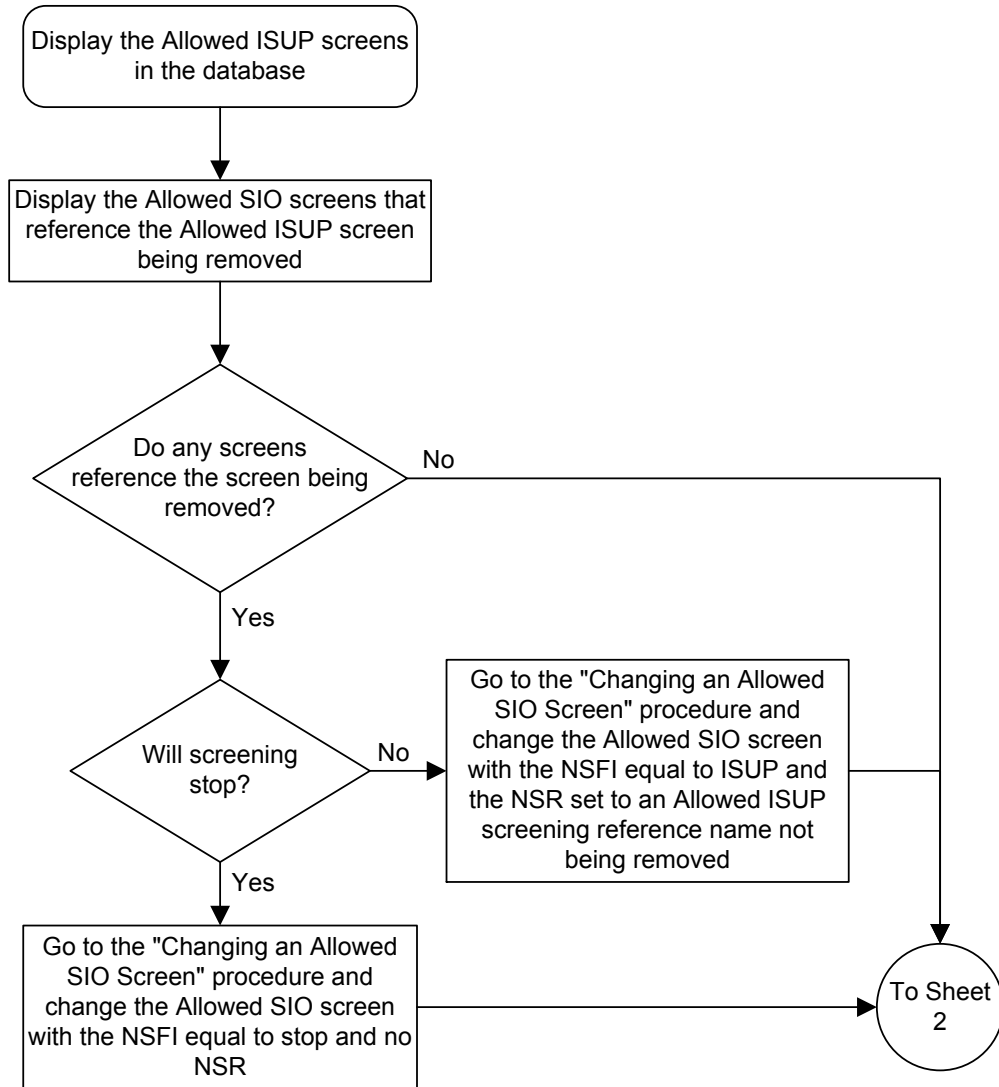 Display the Allowed ISUP screens
in the database
Display the Allowed SIO screens that
reference the Allowed ISUP screen
being removed
Do any screens
reference the screen being
removed?
No
Yes
Will screening
stop?
No
Go to the "Changing an Allowed
SIO Screen" procedure and
change the Allowed SIO screen
with the NSFI equal to ISUP and
the NSR set to an Allowed ISUP
screening reference name not
being removed
Yes
Go to the "Changing an Allowed
SIO Screen" procedure and
change the Allowed SIO screen
with the NSFI equal to stop and no
NSR
To Sheet
2